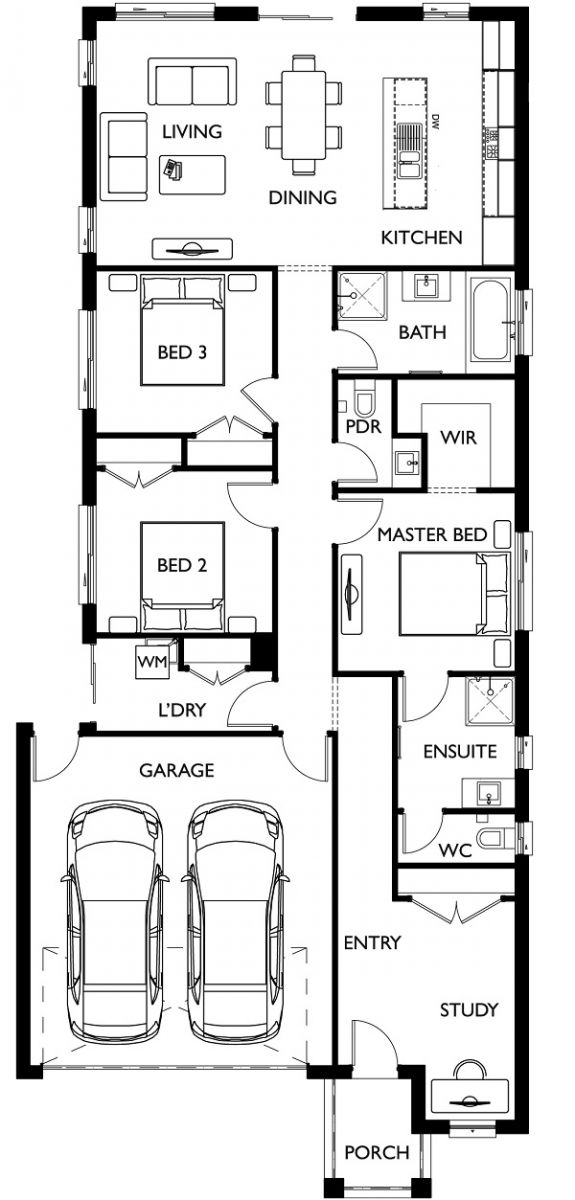 LIVING
DW
DINING
KITCHEN
BATH
BED 3
PDR
WIR
MASTER BED
BED 2
WM
L'DRY
ENSUITE
GARAGE
WC
ENTRY
STUDY
PORCH